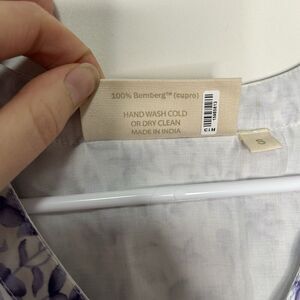 100% Bemberg™ (cupro)
HAND WASH COLD
OR DRY CLEAN
MADE IN INDIA
S